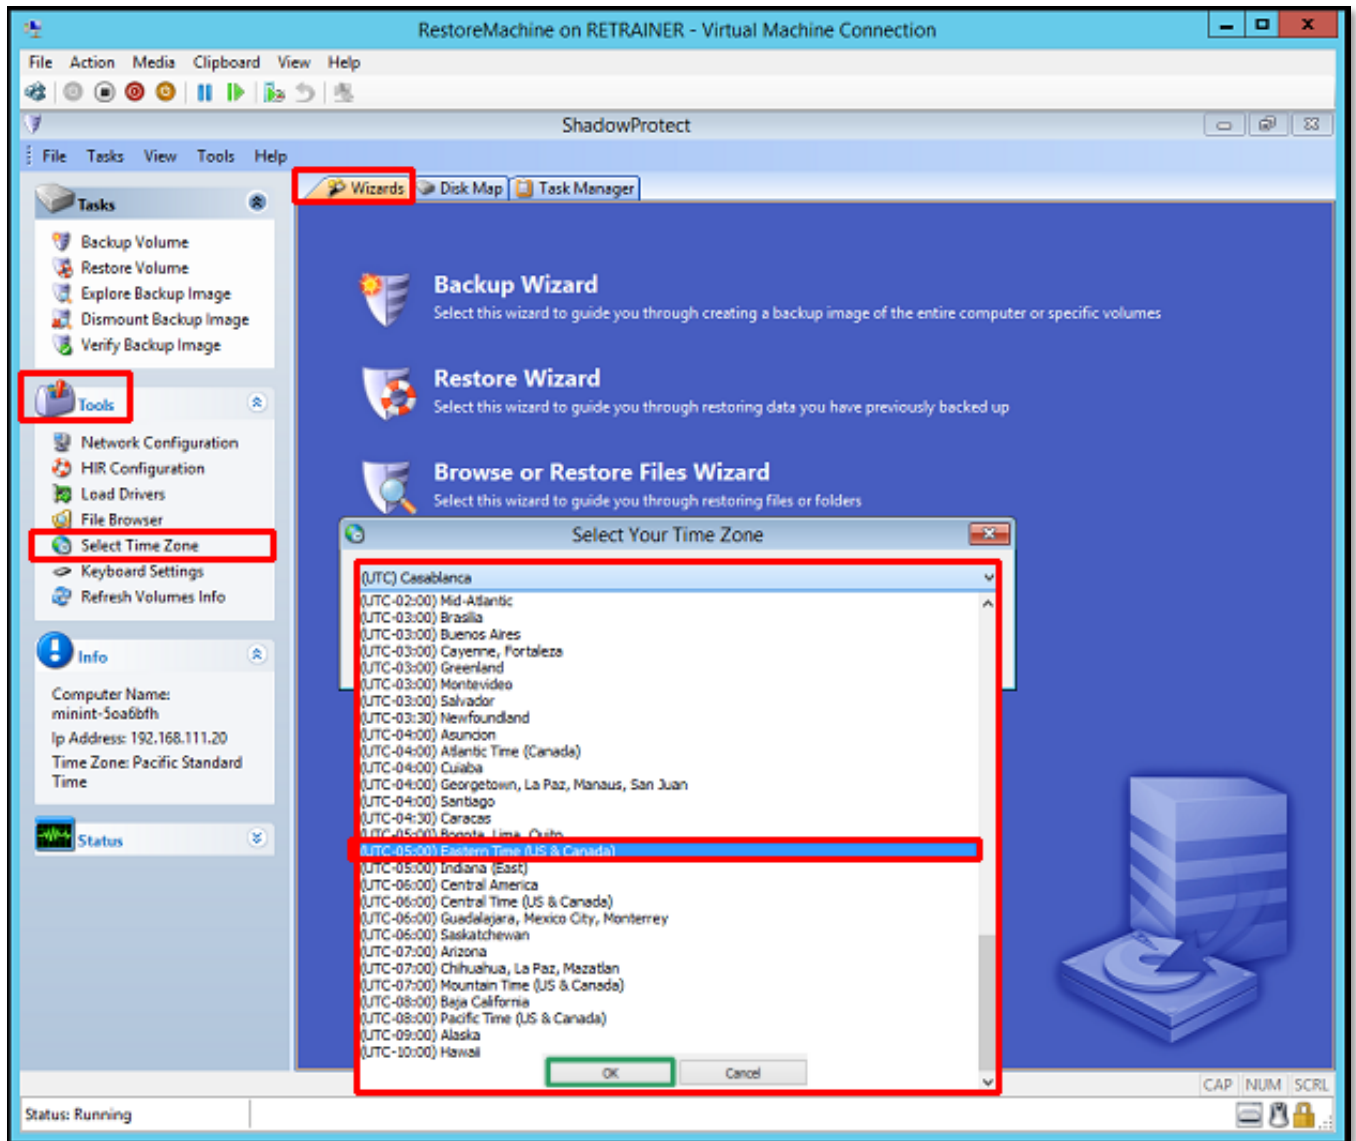 RestoreMachine on RETRAINER - Virtual Machine Connection
File Action Media Clipboard View Help
ShadowProtect
File Tasks View Tools Help
Wizards Disk Map Task Manager
Tasks
Backup Volume
Restore Volume
Explore Backup Image
Dismount Backup Image
Verify Backup Image
Tools
Network Configuration
HIR Configuration
Load Drivers
File Browser
Select Time Zone
Keyboard Settings
Refresh Volumes Info
Info
Computer Name:
minint-5oa6bfh
Ip Address: 192.168.111.20
Time Zone: Pacific Standard
Time
Status
Backup Wizard
Select this wizard to guide you through creating a backup image of the entire computer or specific volumes
Restore Wizard
Select this wizard to guide you through restoring data you have previously backed up
Browse or Restore Files Wizard
Select this wizard to guide you through restoring files or folders
Select Your Time Zone
(UTC) Casablanca
(UTC-02:00) Mid-Atlantic
(UTC-03:00) Brasilia
(UTC-03:00) Buenos Aires
(UTC-03:00) Cayenne, Fortaleza
(UTC-03:00) Greenland
(UTC-03:00) Montevideo
(UTC-03:00) Salvador
(UTC-03:30) Newfoundland
(UTC-04:00) Asuncion
(UTC-04:00) Atlantic Time (Canada)
(UTC-04:00) Cuiaba
(UTC-04:00) Georgetown, La Paz, Manaus, San Juan
(UTC-04:00) Santiago
(UTC-04:30) Caracas
(UTC-05:00) Bogota, Lima, Quito
(UTC-05:00) Eastern Time (US & Canada)
(UTC-05:00) Indiana (East)
(UTC-06:00) Central America
(UTC-06:00) Central Time (US & Canada)
(UTC-06:00) Guadalajara, Mexico City, Monterrey
(UTC-06:00) Saskatchewan
(UTC-07:00) Arizona
(UTC-07:00) Chihuahua, La Paz, Mazatlan
(UTC-07:00) Mountain Time (US & Canada)
(UTC-08:00) Baja California
(UTC-08:00) Pacific Time (US & Canada)
(UTC-09:00) Alaska
(UTC-10:00) Hawaii
OK Cancel
CAP NUM SCRL
Status: Running